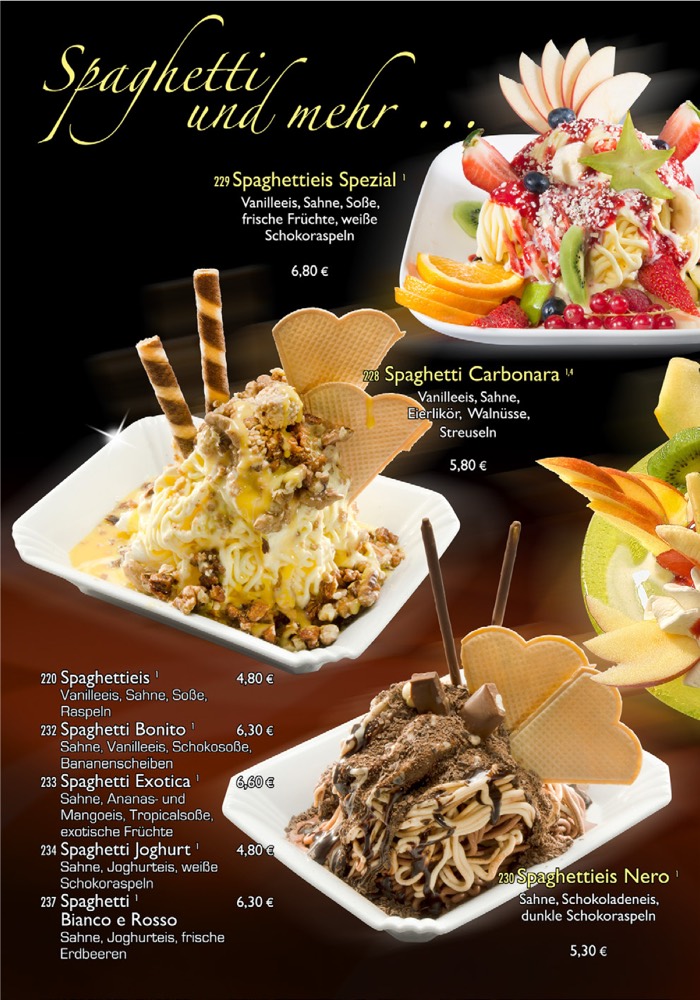 Spaghetti
und mehr ...
229 Spaghettieis Spezial 1
Vanilleeis, Sahne, Soße,
frische Früchte, weiße
Schokoraspeln
6,80 €
228 Spaghetti Carbonara 1,4
Vanilleeis, Sahne,
Eierlikör, Walnüsse,
Streuseln
5,80 €
220 Spaghettieis 1 4,80 €
Vanilleeis, Sahne, Soße,
Raspeln
232 Spaghetti Bonito 1 6,30 €
Sahne, Vanilleeis, Schokosoße,
Bananenscheiben
233 Spaghetti Exotica 1 6,60 €
Sahne, Ananas- und
Mangoeis, Tropicalsoße,
exotische Früchte
234 Spaghetti Joghurt 1 4,80 €
Sahne, Joghurteis, weiße
Schokoraspeln
237 Spaghetti 1 6,30 €
Bianco e Rosso
Sahne, Joghurteis, frische
Erdbeeren
230 Spaghettieis Nero 1
Sahne, Schokoladeneis,
dunkle Schokoraspeln
5,30 €